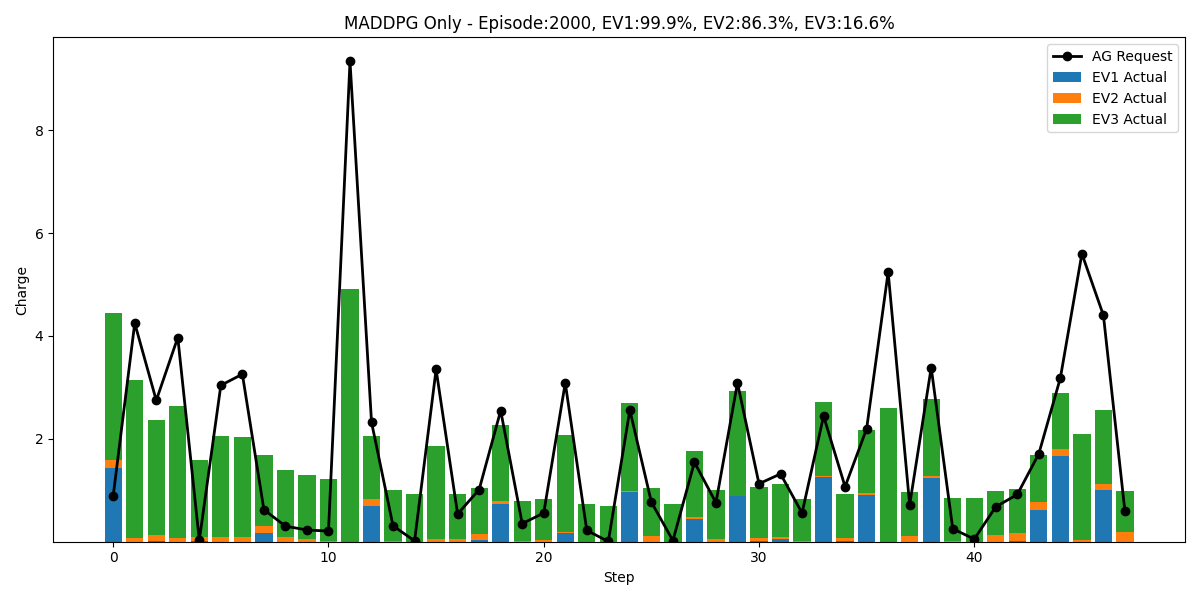 MADDPG Only - Episode:2000, EV1:99.9%, EV2:86.3%, EV3:16.6%
AG Request
EV1 Actual
EV2 Actual
EV3 Actual
Charge
8
6
4
2
0 10 20 30 40
Step